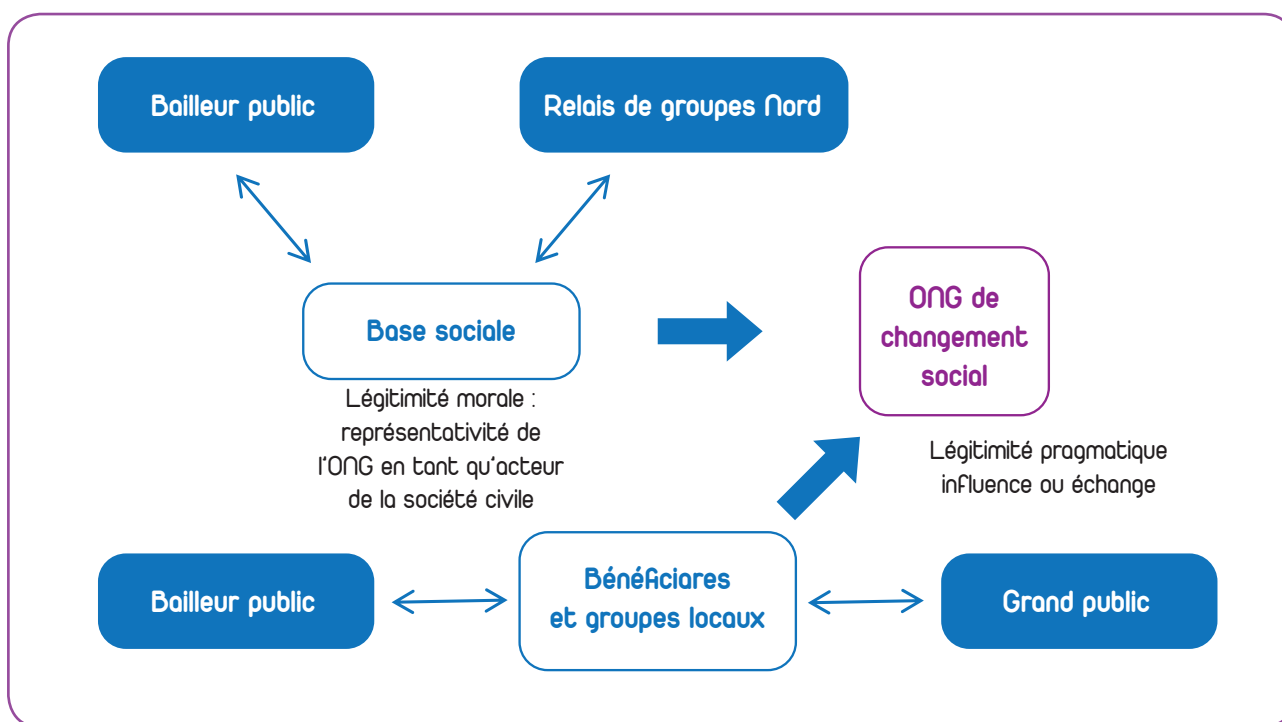 Bailleur public
Relais de groupes Nord
Base sociale
Légitimité morale :
représentativité de
l'ONG en tant qu'acteur
de la société civile
ONG de
changement
social
Légitimité pragmatique
influence ou échange
Bailleur public
Bénéficiares
et groupes locaux
Grand public